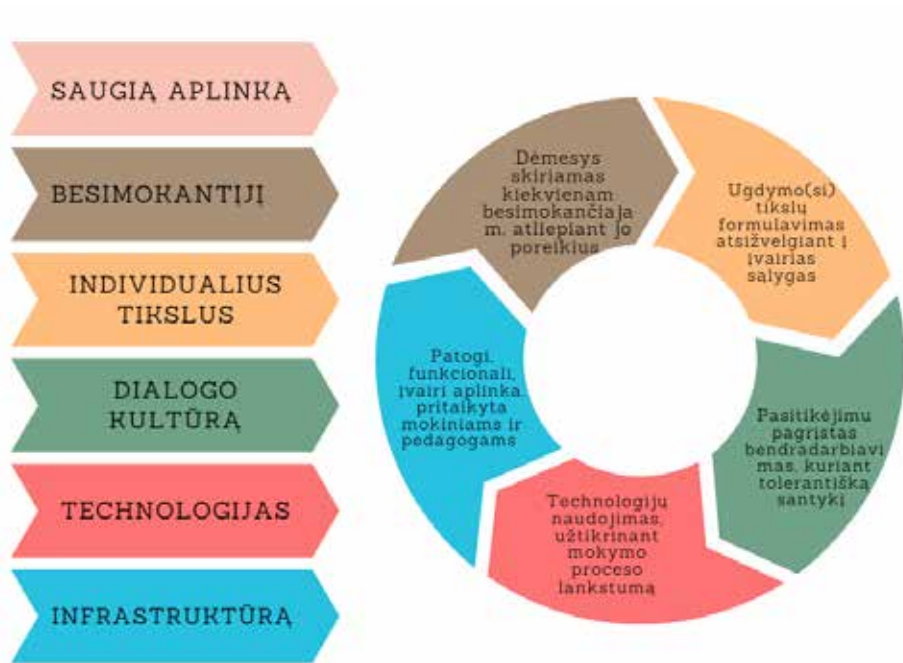 SAUGIĄ APLINKĄ
BESIMOKANTĮJĮ
INDIVIDUALIUS
TIKSLUS
DIALOGO
KULTŪRĄ
TECHNOLOGIJAS
INFRASTRUKTŪRĄ
Dėmesys
skiriamas
kiekvienam
besimokančiaja
m, atliepiant jo
poreikius
Ugdymo(si)
tikslų
formulavimas
atsižvelgiant į
įvairias
sąlygas
Pasitikėjimu
pagrįstas
bendradarbiavi
mas, kuriant
tolerantišką
santykį
Technologijų
naudojimas,
užtikrinant
mokymo
proceso
lankstumą
Patogi,
funkcionali,
įvairi aplinka,
pritaikyta
mokiniams ir
pedagogams